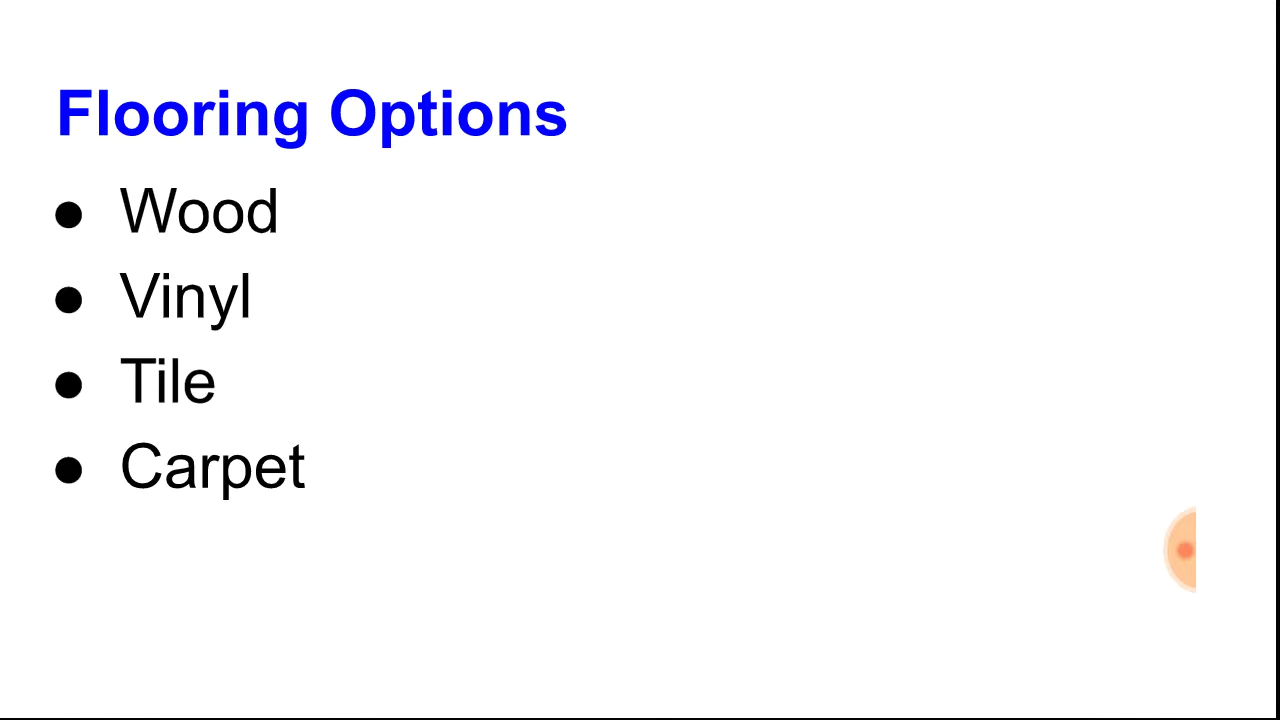 Flooring Options
● Wood
● Vinyl
● Tile
● Carpet